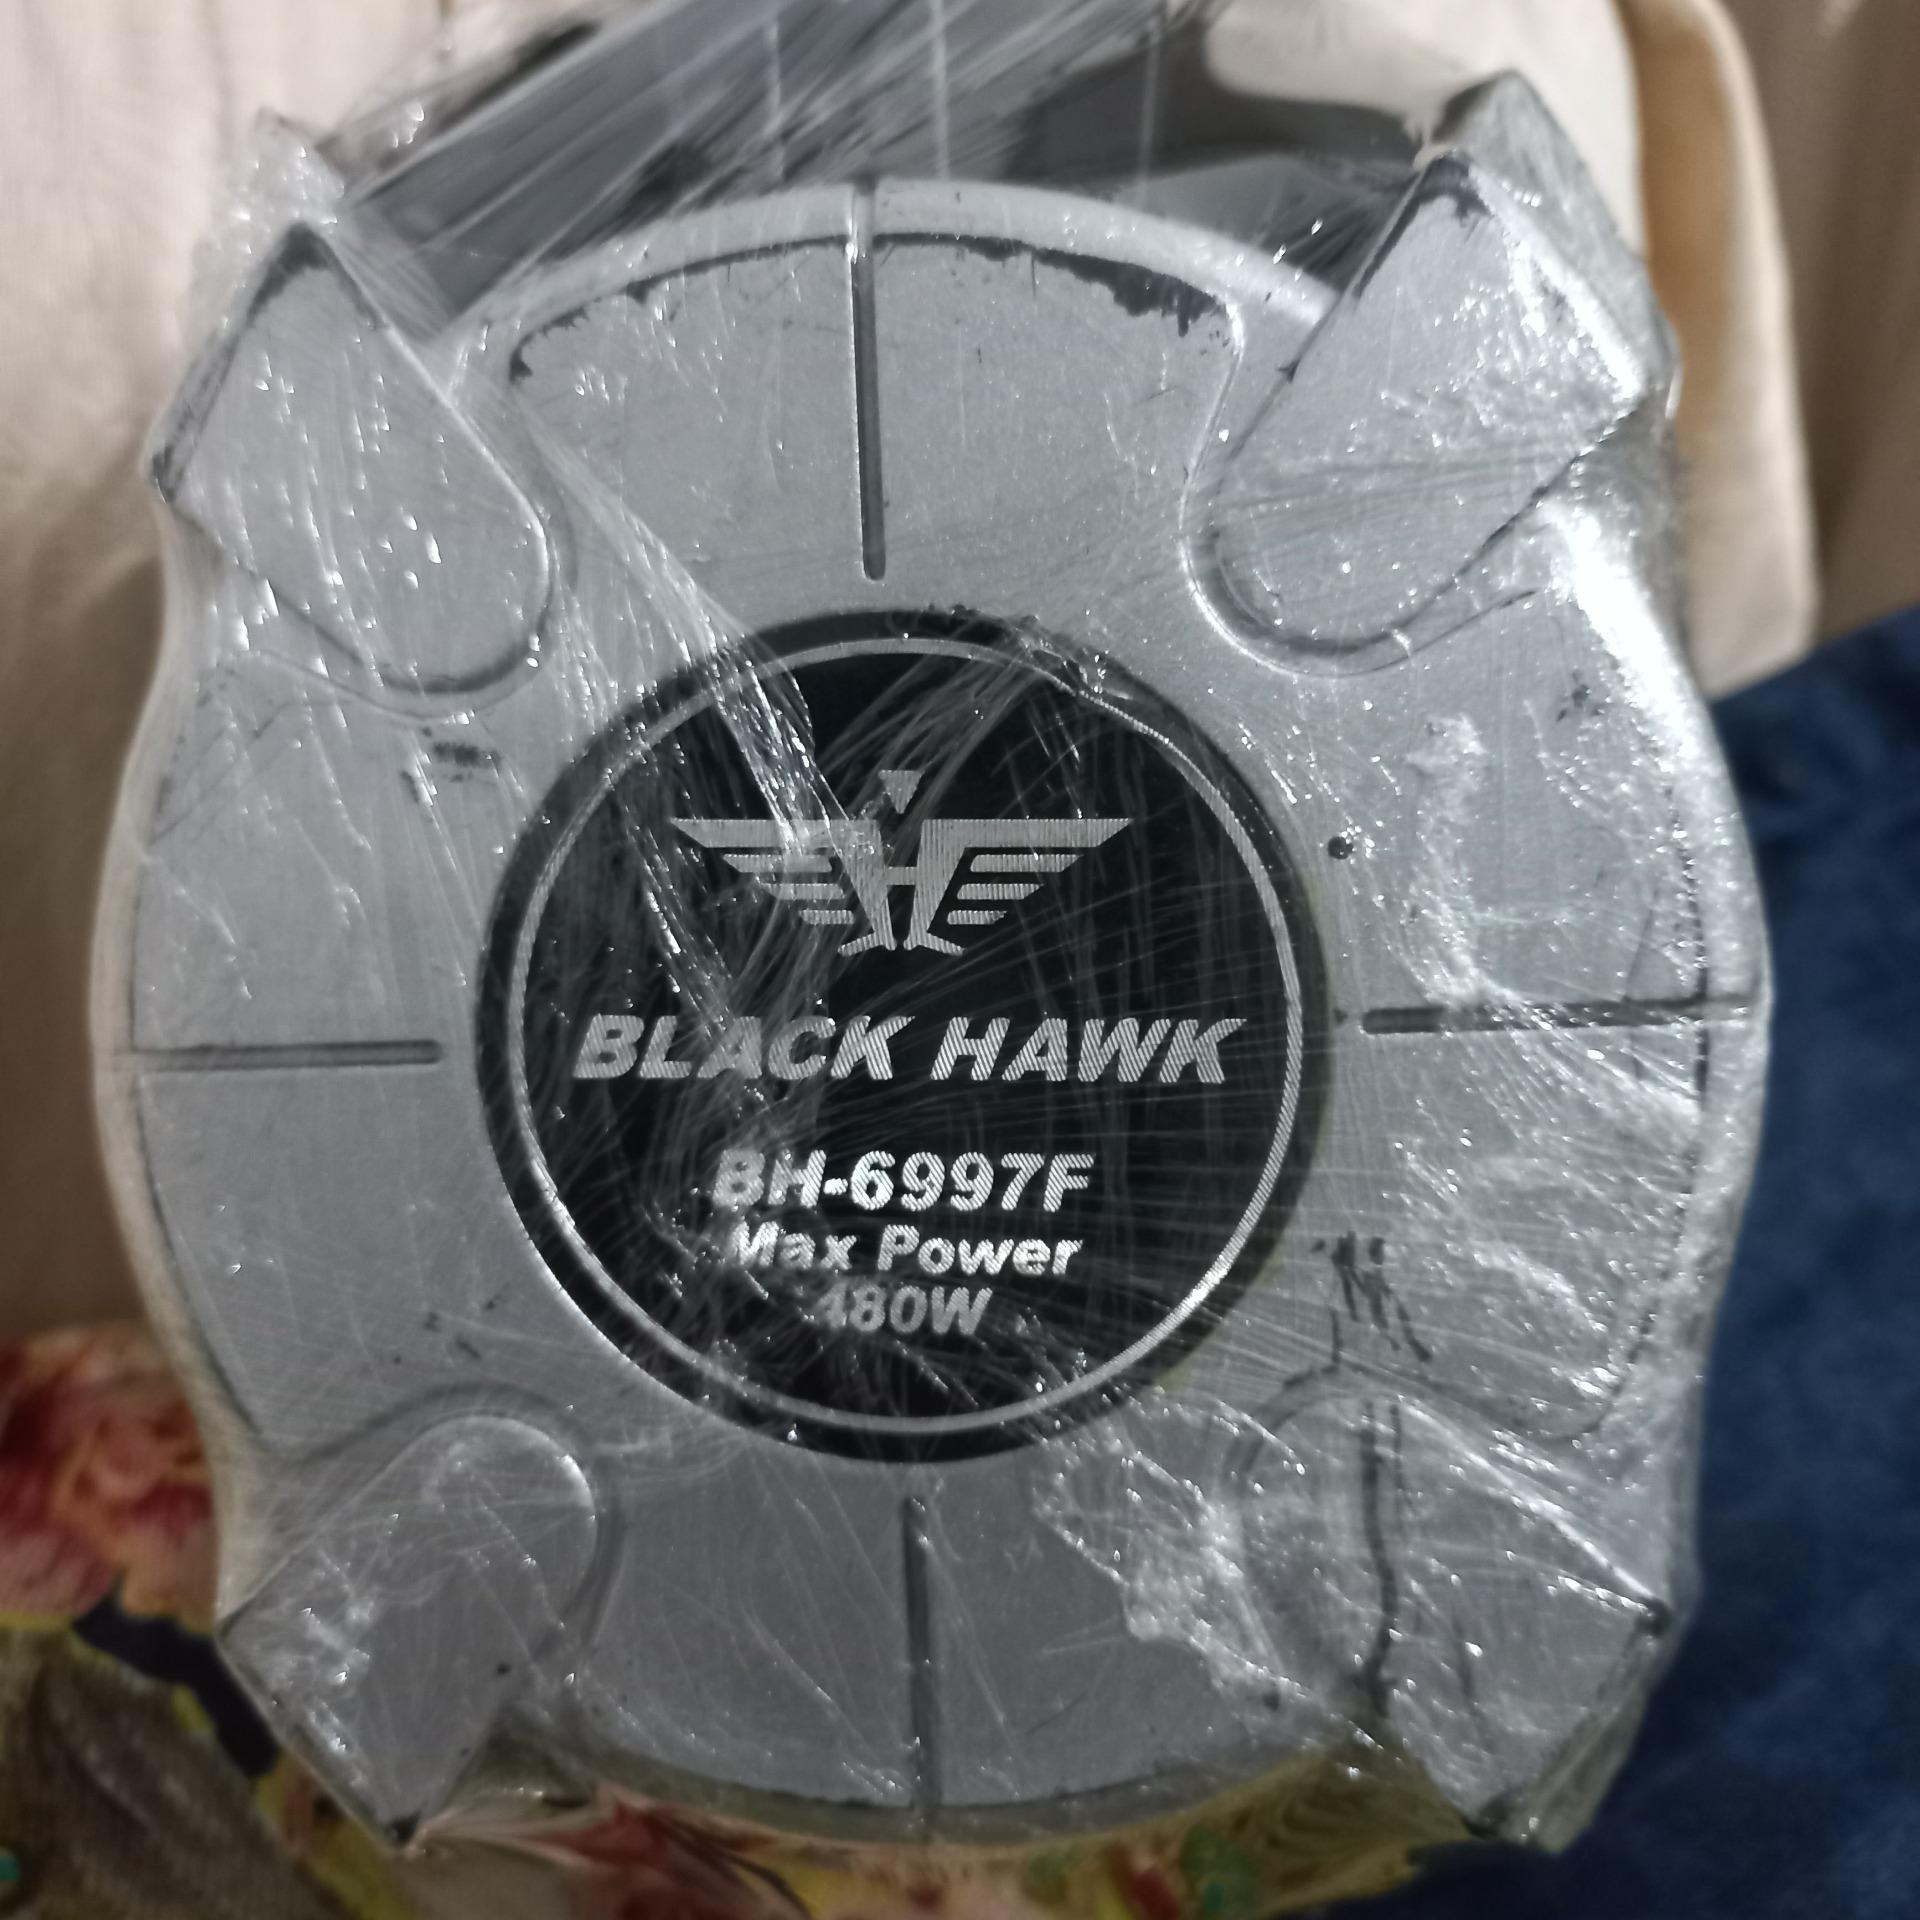 BLACK HAWK
BH-6997F
Max Power
480W